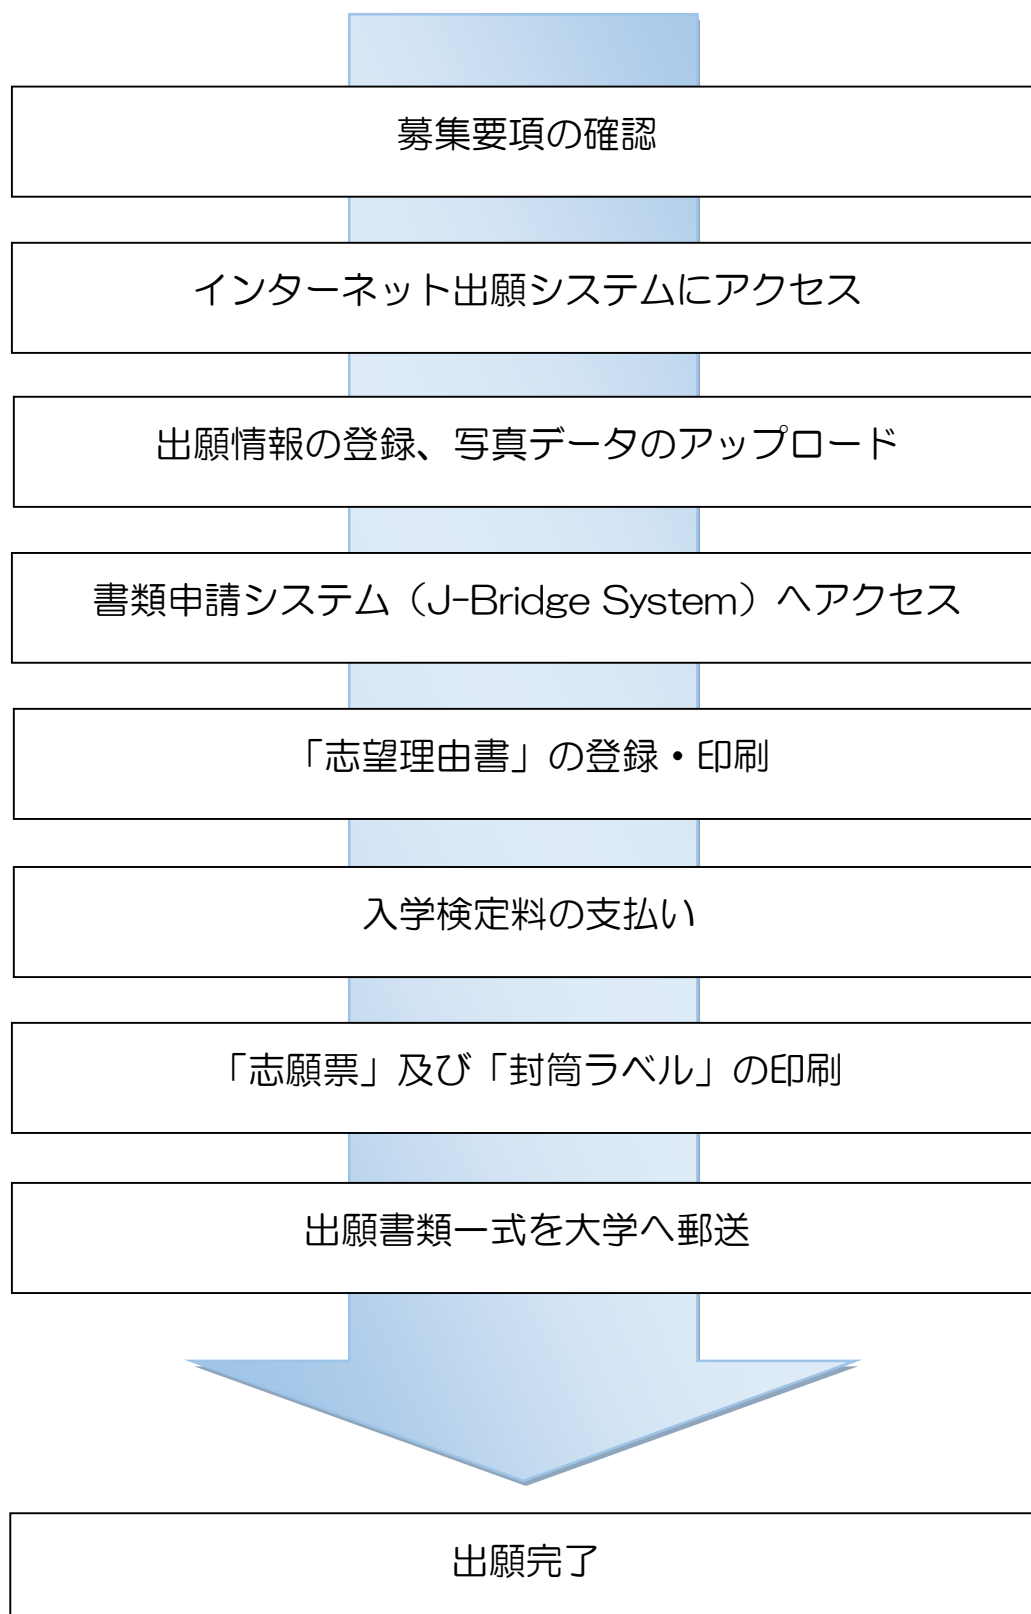 募集要項の確認
インターネット出願システムにアクセス
出願情報の登録、写真データのアップロード
書類申請システム（J-Bridge System）へアクセス
「志望理由書」の登録・印刷
入学検定料の支払い
「志願票」及び「封筒ラベル」の印刷
出願書類一式を大学へ郵送
出願完了